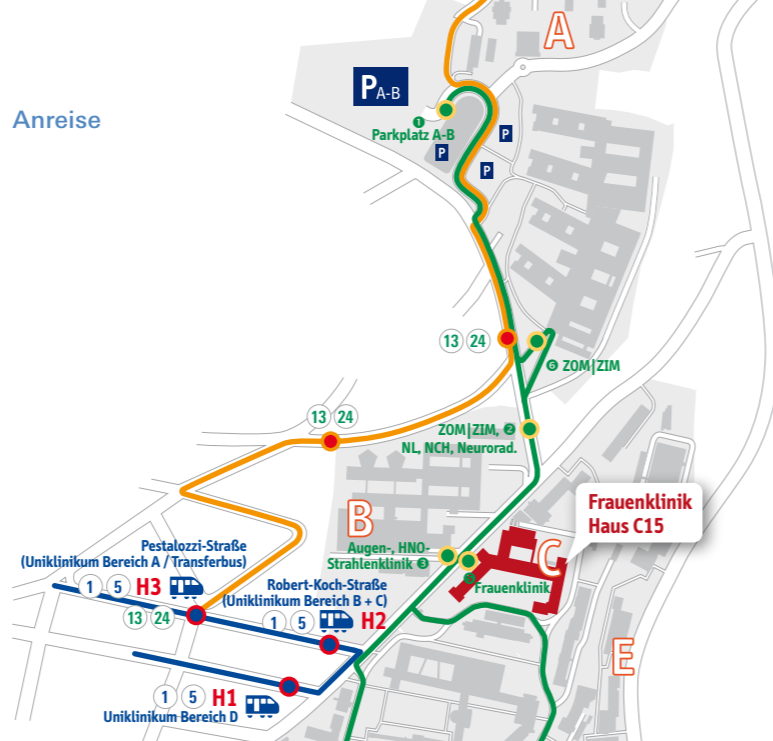 A
P A-B
Anreise
❶
Parkplatz A-B
P
P
P
13 24
❻ ZOM|ZIM
13 24
ZOM|ZIM, ❷
NL, NCH, Neurorad.
Frauenklinik
Haus C15
B
C
Augen-, HNO-
Strahlenklinik ❸
Frauenklinik
Pestalozzi-Straße
(Uniklinikum Bereich A / Transferbus)
1 5 H3
13 24
Robert-Koch-Straße
(Uniklinikum Bereich B + C)
1 5 H2
E
1 5 H1
Uniklinikum Bereich D